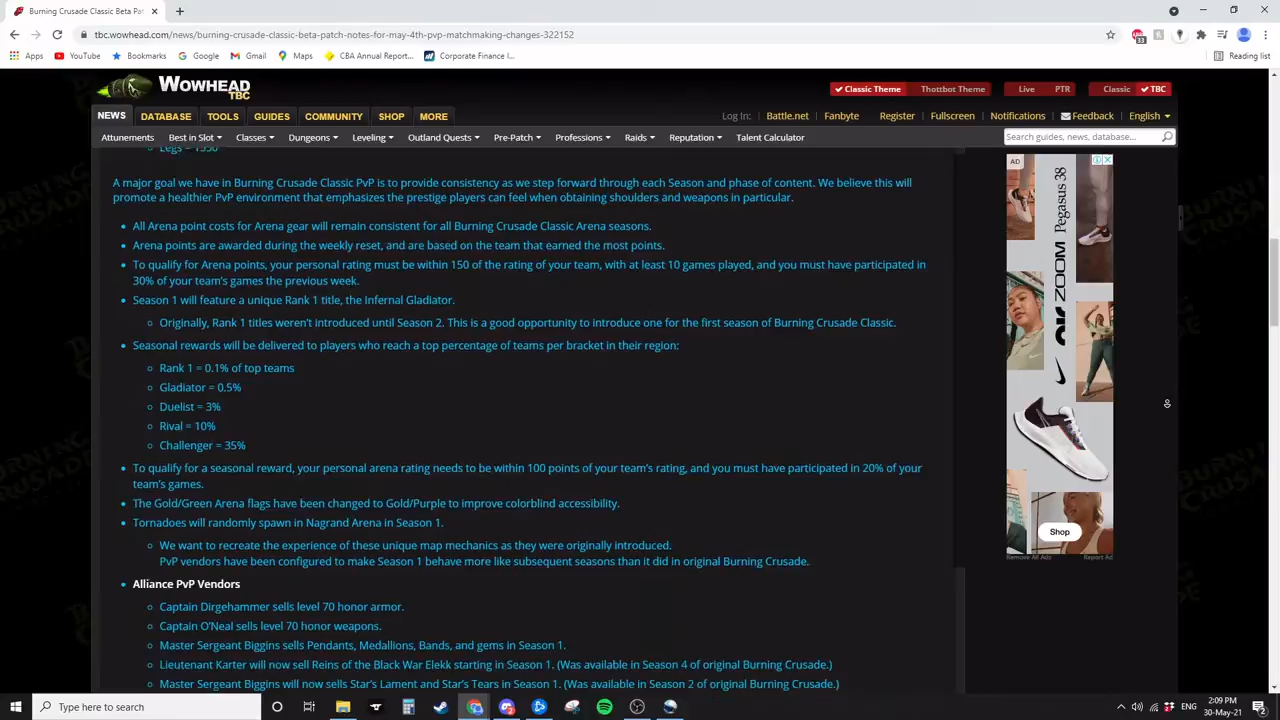 Burning Crusade Classic Beta Pat
tbc.wowhead.com/news/burning-crusade-classic-beta-patch-notes-for-may-4th-pvp-matchmaking-changes-322152
33
Apps YouTube Bookmarks Google Gmail Maps CBA Annual Report... Corporate Finance I... Reading list
WOWHEAD TBC
Classic Theme Thottbot Theme Live PTR Classic TBC
NEWS DATABASE TOOLS GUIDES COMMUNITY SHOP MORE
Log In: Battle.net Fanbyte Register Fullscreen Notifications Feedback English
Attunements Best in Slot Classes Dungeons Leveling Outland Quests Pre-Patch Professions Raids Reputation Talent Calculator
Search guides, news, database...
Legs = 1550
A major goal we have in Burning Crusade Classic PvP is to provide consistency as we step forward through each Season and phase of content. We believe this will
promote a healthier PvP environment that emphasizes the prestige players can feel when obtaining shoulders and weapons in particular.
All Arena point costs for Arena gear will remain consistent for all Burning Crusade Classic Arena seasons.
Arena points are awarded during the weekly reset, and are based on the team that earned the most points.
To qualify for Arena points, your personal rating must be within 150 of the rating of your team, with at least 10 games played, and you must have participated in
30% of your team's games the previous week.
Season 1 will feature a unique Rank 1 title, the Infernal Gladiator.
Originally, Rank 1 titles weren't introduced until Season 2. This is a good opportunity to introduce one for the first season of Burning Crusade Classic.
Seasonal rewards will be delivered to players who reach a top percentage of teams per bracket in their region:
Rank 1 = 0.1% of top teams
Gladiator = 0.5%
Duelist = 3%
Rival = 10%
Challenger = 35%
To qualify for a seasonal reward, your personal arena rating needs to be within 100 points of your team's rating, and you must have participated in 20% of your
team's games.
The Gold/Green Arena flags have been changed to Gold/Purple to improve colorblind accessibility.
Tornadoes will randomly spawn in Nagrand Arena in Season 1.
We want to recreate the experience of these unique map mechanics as they were originally introduced.
PvP vendors have been configured to make Season 1 behave more like subsequent seasons than it did in original Burning Crusade.
Alliance PvP Vendors
Captain Dirgehammer sells level 70 honor armor.
Captain O'Neal sells level 70 honor weapons.
Master Sergeant Biggins sells Pendants, Medallions, Bands, and gems in Season 1.
Lieutenant Karter will now sell Reins of the Black War Elekk starting in Season 1. (Was available in Season 4 of original Burning Crusade.)
Master Sergeant Biggins will now sells Star's Lament and Star's Tears in Season 1. (Was available in Season 2 of original Burning Crusade.)
AD
ZOOM Pegasus 38
Shop
Remove All Ads Report Ad
Type here to search
2:09 PM
30-May-21
2